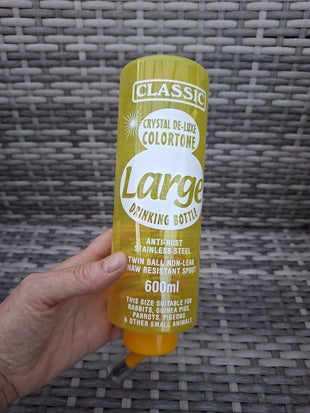 CLASSIC
CRYSTAL DE-LUXE
COLORTONE
Large
DRINKING BOTTLE
ANTI-RUST
STAINLESS STEEL
TWIN BALL NON-LEAK
GNAW RESISTANT SPOUT
600ml
THIS SIZE SUITABLE FOR
RABBITS, GUINEA PIGS,
PARROTS, PIGEONS
& OTHER SMALL ANIMALS